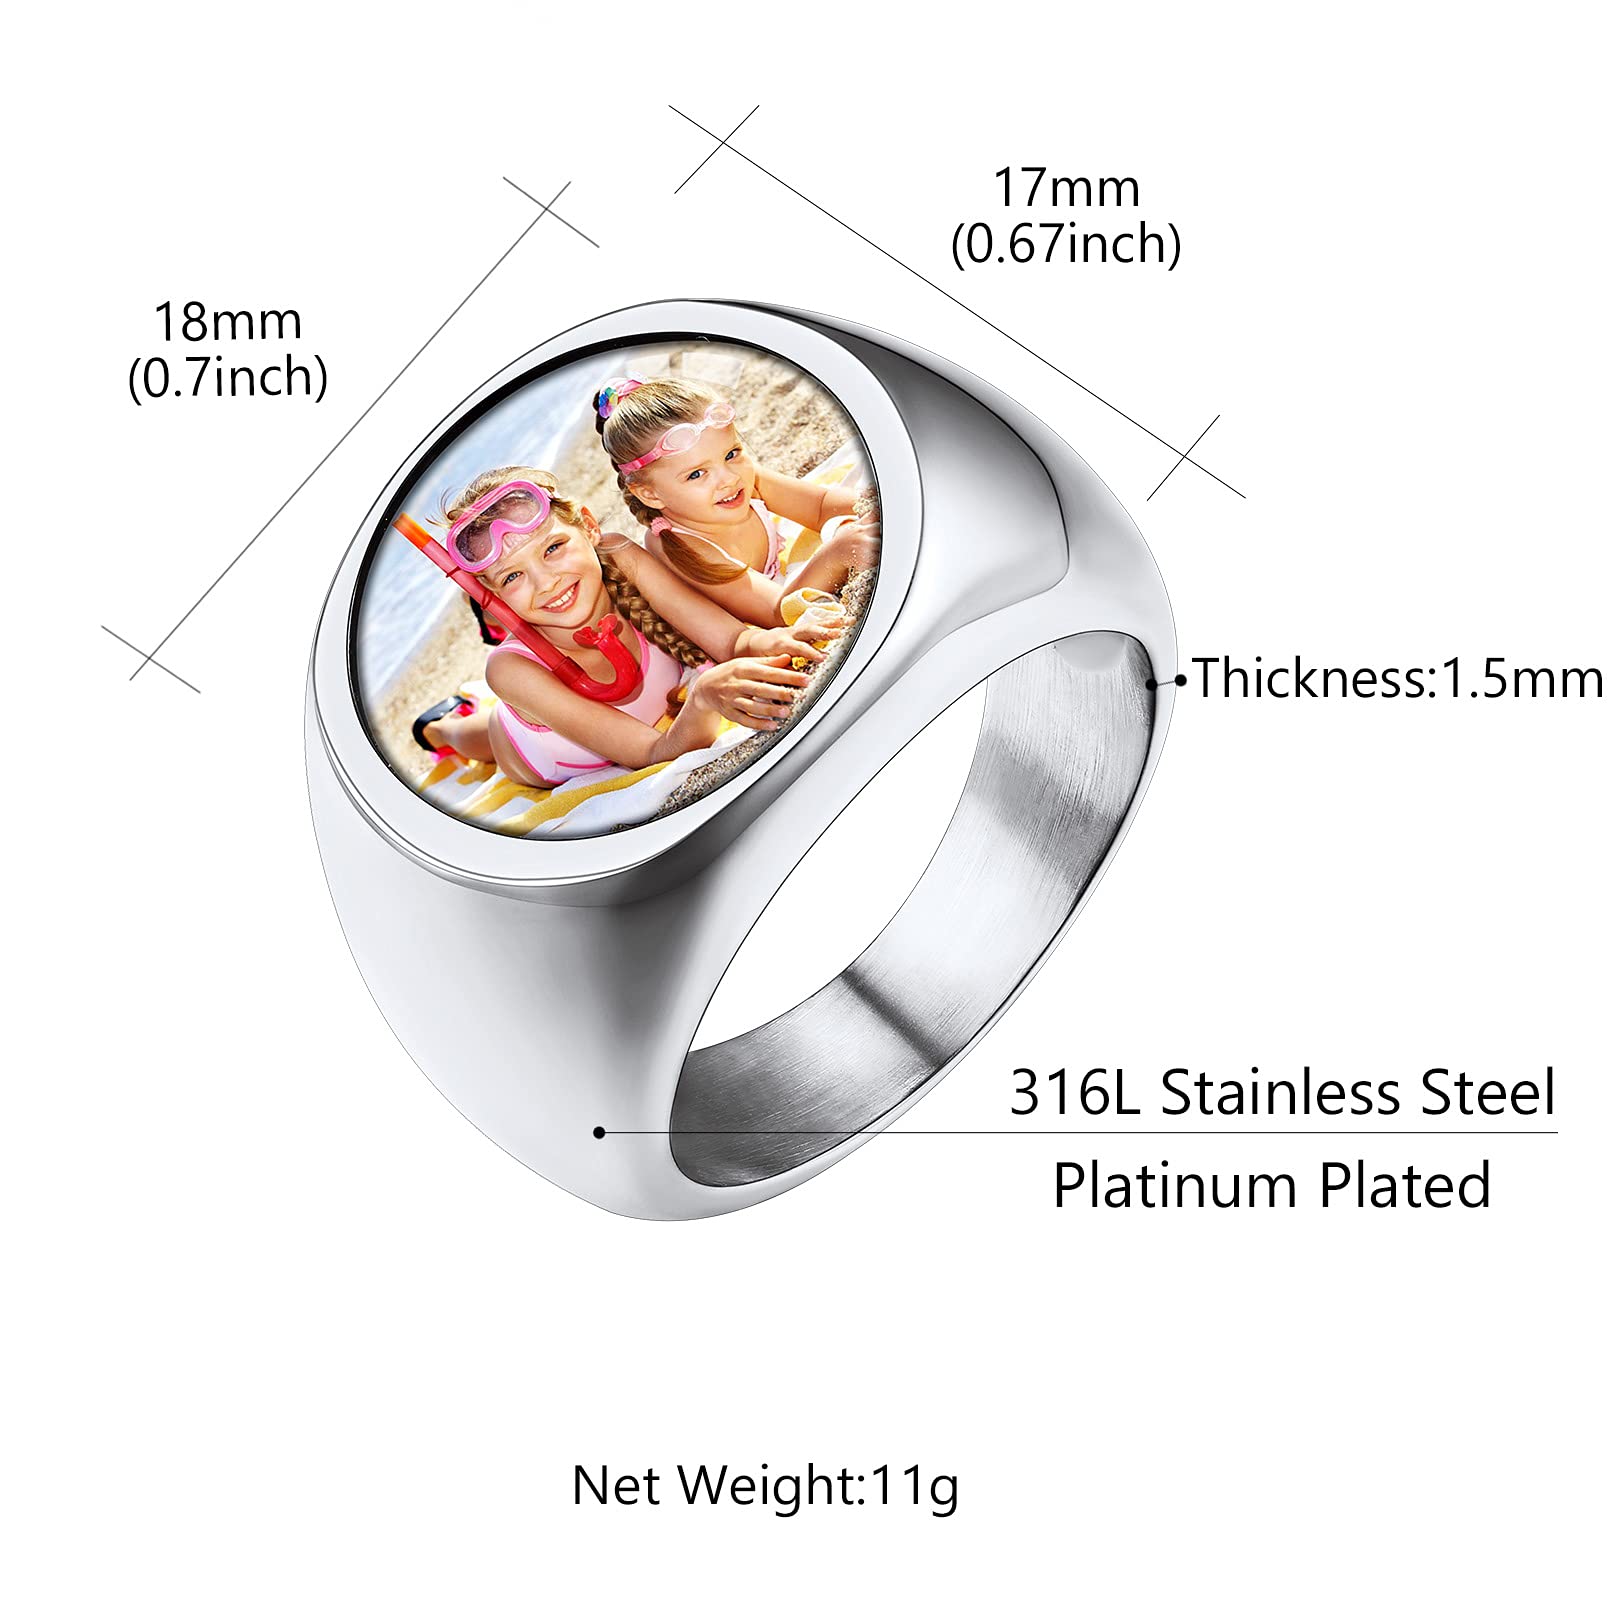 17mm
(0.67inch)
18mm
(0.7inch)
Thickness:1.5mm
316L Stainless Steel
Platinum Plated
Net Weight:11g